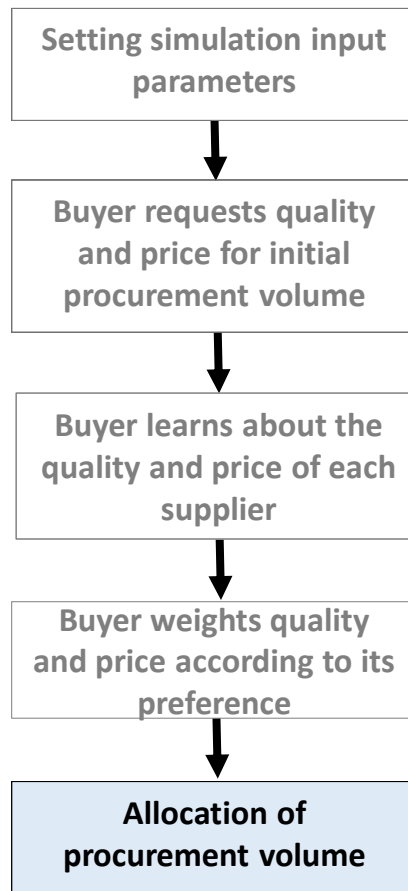 Setting simulation input
parameters
Buyer requests quality
and price for initial
procurement volume
Buyer learns about the
quality and price of each
supplier
Buyer weights quality
and price according to its
preference
Allocation of
procurement volume